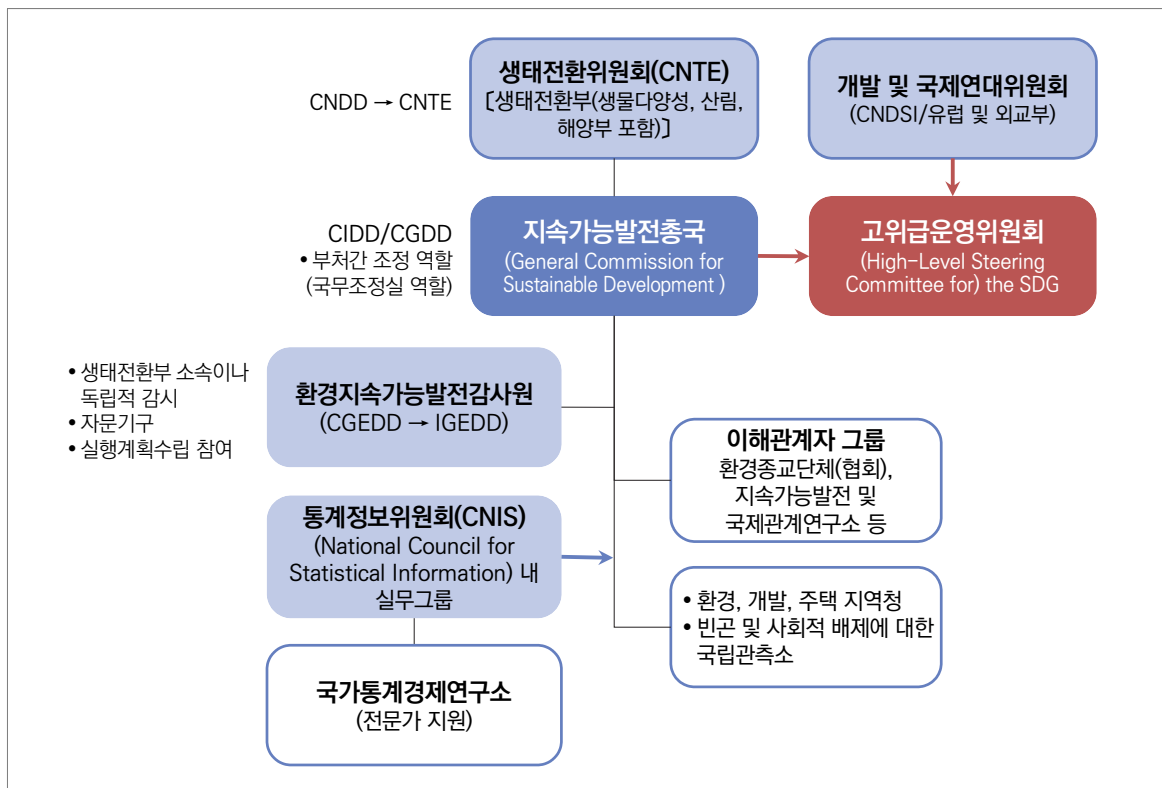 CNDD → CNTE
생태전환위원회(CNTE)
〔생태전환부(생물다양성, 산림,
해양부 포함)〕
개발 및 국제연대위원회
(CNDSI/유럽 및 외교부)
CIDD/CGDD
• 부처간 조정 역할
(국무조정실 역할)
지속가능발전총국
(General Commission for
Sustainable Development )
고위급운영위원회
(High-Level Steering
Committee for) the SDG
• 생태전환부 소속이나
독립적 감시
• 자문기구
• 실행계획수립 참여
환경지속가능발전감사원
(CGEDD → IGEDD)
이해관계자 그룹
환경종교단체(협회),
지속가능발전 및
국제관계연구소 등
통계정보위원회(CNIS)
(National Council for
Statistical Information) 내
실무그룹
• 환경, 개발, 주택 지역청
• 빈곤 및 사회적 배제에 대한
국립관측소
국가통계경제연구소
(전문가 지원)